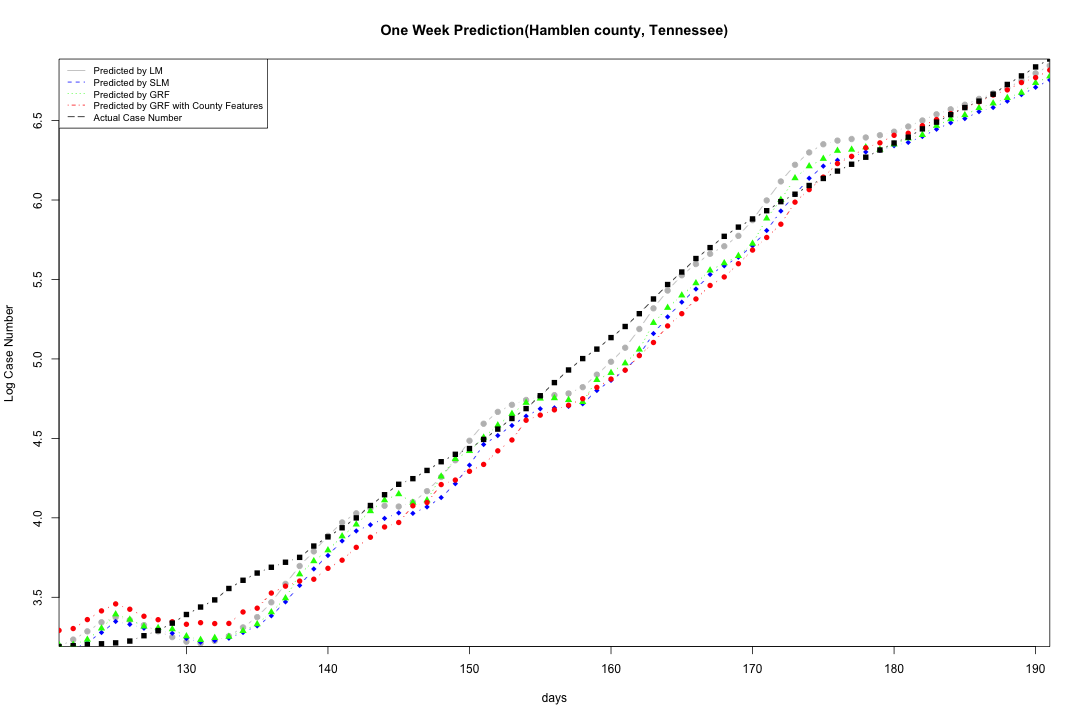 One Week Prediction(Hamblen county, Tennessee)
Predicted by LM
Predicted by SLM
Predicted by GRF
Predicted by GRF with County Features
Actual Case Number
Log Case Number
6.5
6.0
5.5
5.0
4.5
4.0
3.5
130 140 150 160 170 180 190
days